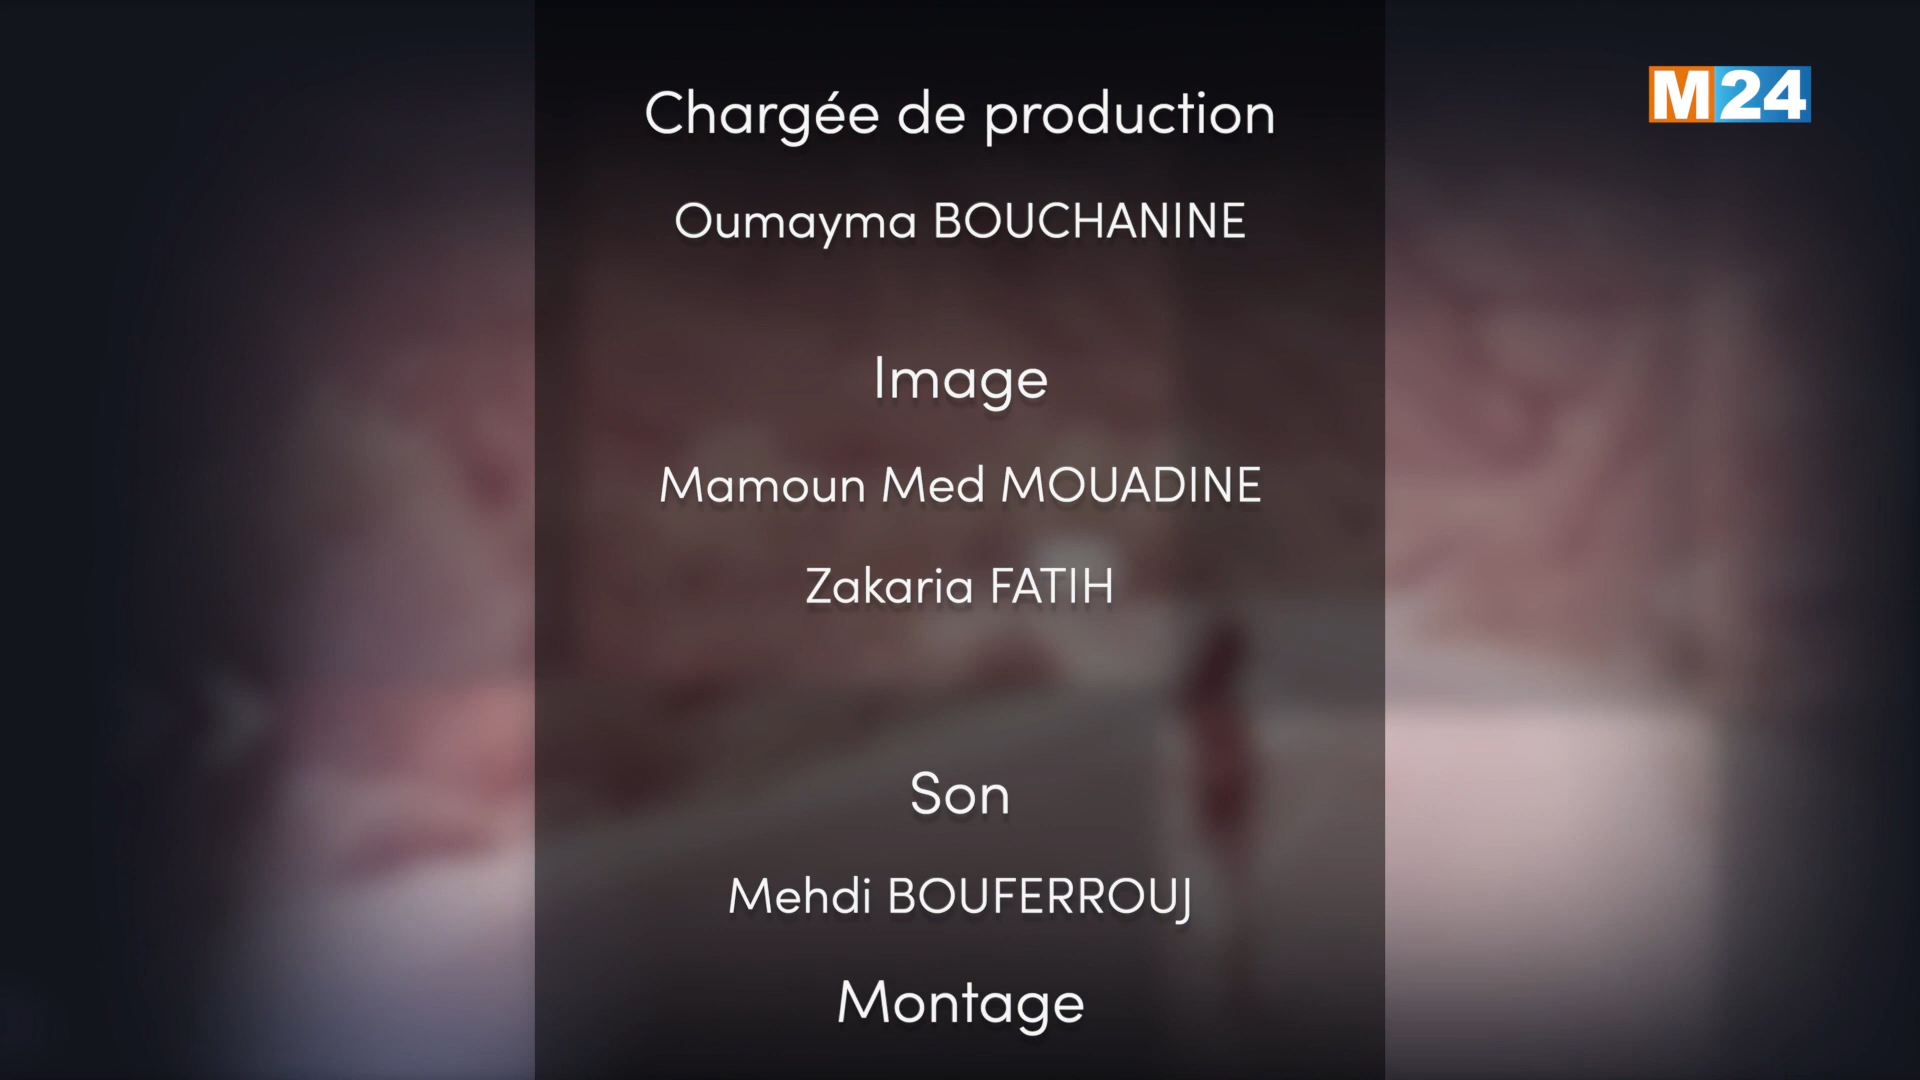 M24
Chargée de production
Oumayma BOUCHANINE
Image
Mamoun Med MOUADINE
Zakaria FATIH
Son
Mehdi BOUFERROUJ
Montage